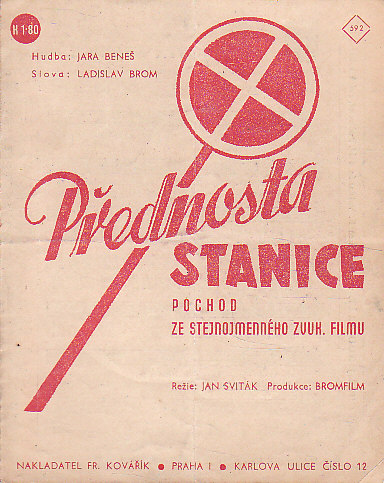 K 1·80
592
Hudba: JARA BENEŠ
Slova: LADISLAV BROM
Přednosta
STANICE
POCHOD
ZE STEJNOJMENNÉHO ZVUK. FILMU
Režie: JAN SVITÁK Produkce: BROMFILM
NAKLADATEL FR. KOVÁŘÍK ● PRAHA I ● KARLOVA ULICE ČÍSLO 12